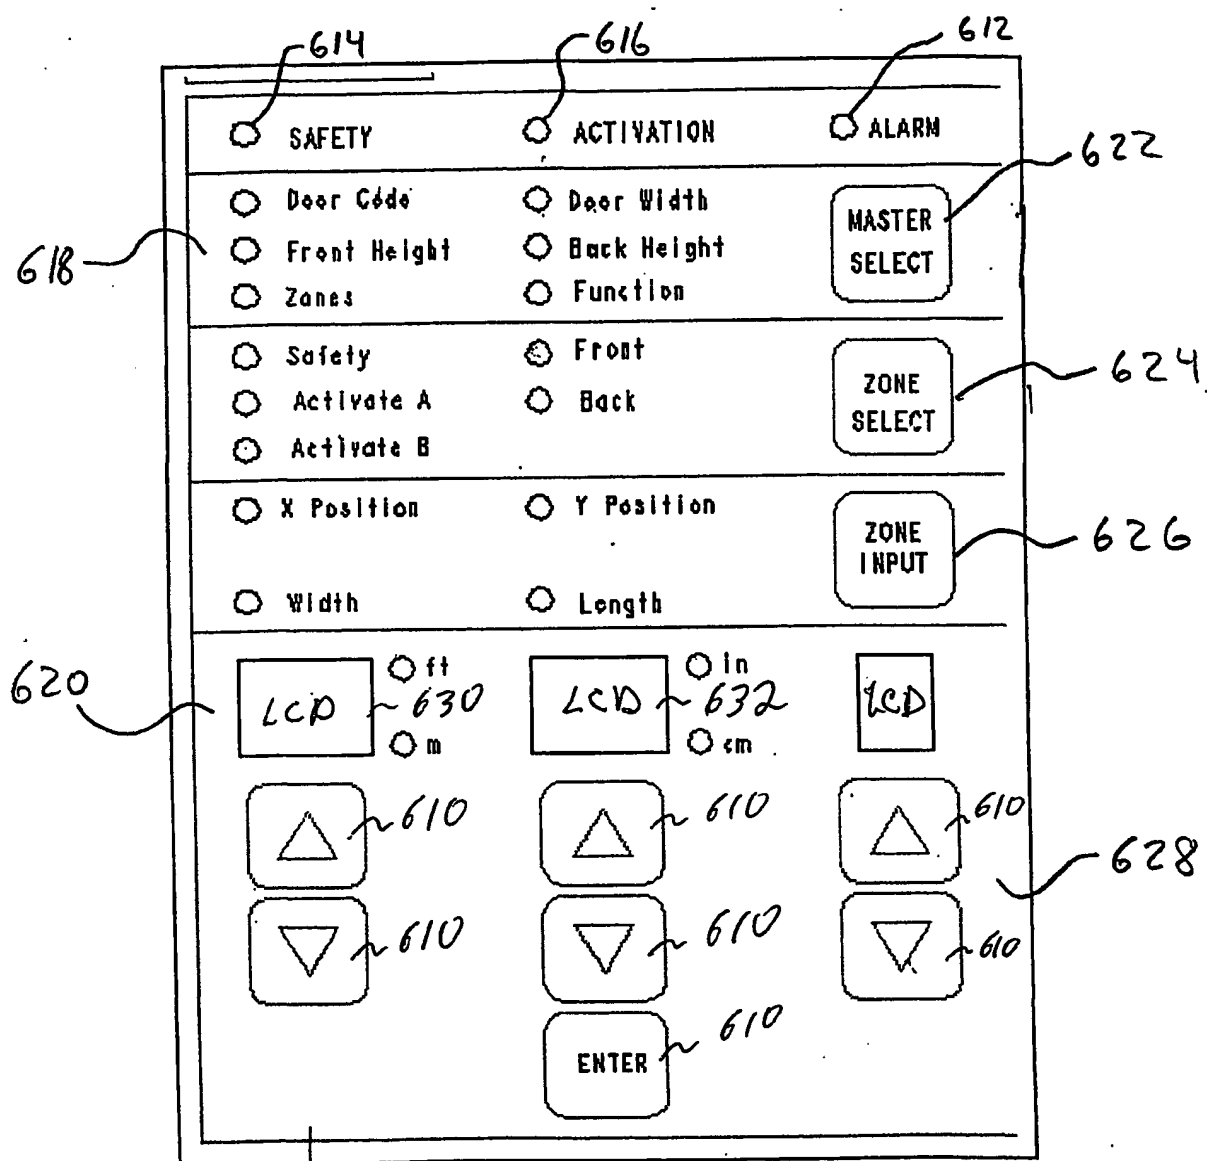 614 616 612
SAFETY ACTIVATION ALARM
622
Door Code Door Width MASTER SELECT
618 Front Height Back Height
Zones Function
Safety Front ZONE SELECT 624
Activate A Back
Activate B
X Position Y Position ZONE INPUT 626
Width Length
620 LCD ft 630 m LCD in 632 cm LCD
610 610 610
628
610 610 610
ENTER 610